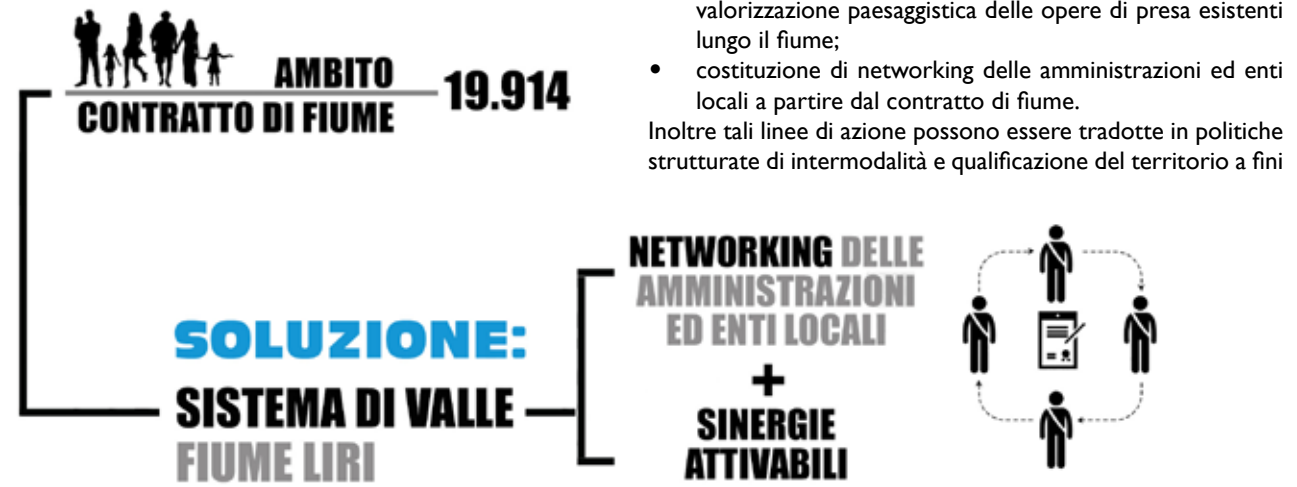 AMBITO
CONTRATTO DI FIUME
19.914
valorizzazione paesaggistica delle opere di presa esistenti
lungo il fiume;
• costituzione di networking delle amministrazioni ed enti
locali a partire dal contratto di fiume.
Inoltre tali linee di azione possono essere tradotte in politiche
strutturate di intermodalità e qualificazione del territorio a fini
SOLUZIONE:
SISTEMA DI VALLE
FIUME LIRI
NETWORKING DELLE
AMMINISTRAZIONI
ED ENTI LOCALI
+
SINERGIE
ATTIVABILI